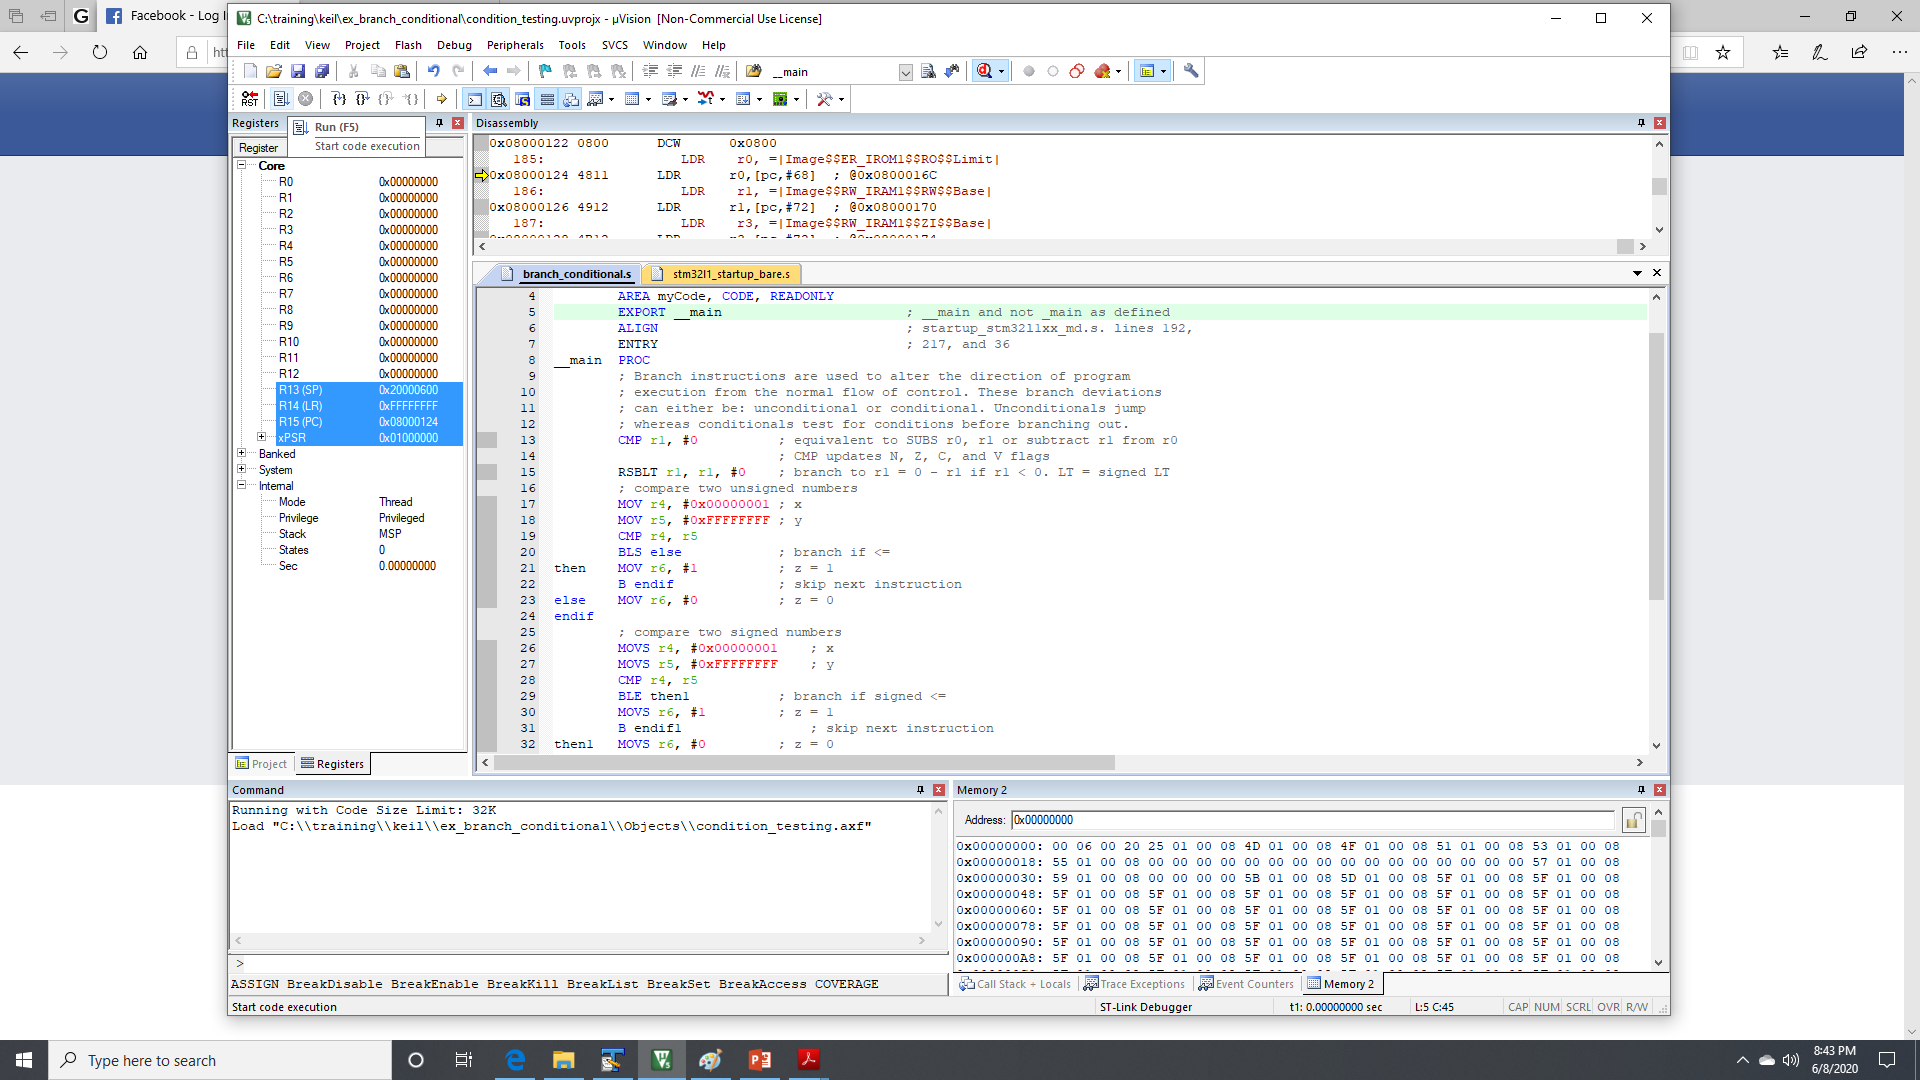 Facebook - Log I
C:\training\keil\ex_branch_conditional\condition_testing.uvprojx - µVision [Non-Commercial Use License]
File Edit View Project Flash Debug Peripherals Tools SVCS Window Help
__main
RST
Registers
Run (F5)
Start code execution
Register
Core
R0 0x00000000
R1 0x00000000
R2 0x00000000
R3 0x00000000
R4 0x00000000
R5 0x00000000
R6 0x00000000
R7 0x00000000
R8 0x00000000
R9 0x00000000
R10 0x00000000
R11 0x00000000
R12 0x00000000
R13 (SP) 0x20000600
R14 (LR) 0xFFFFFFFF
R15 (PC) 0x08000124
xPSR 0x01000000
Banked
System
Internal
Mode Thread
Privilege Privileged
Stack MSP
States 0
Sec 0.00000000
Project Registers
Disassembly
0x08000122 0800 DCW 0x0800
185: LDR r0, =|Image$$ER_IROM1$$RO$$Limit|
0x08000124 4811 LDR r0,[pc,#68] ; @0x0800016C
186: LDR r1, =|Image$$RW_IRAM1$$RW$$Base|
0x08000126 4912 LDR r1,[pc,#72] ; @0x08000170
187: LDR r3, =|Image$$RW_IRAM1$$ZI$$Base|
branch_conditional.s stm32l1_startup_bare.s
4 AREA myCode, CODE, READONLY
5 EXPORT __main ; __main and not _main as defined
6 ALIGN ; startup_stm32l1xx_md.s. lines 192,
7 ENTRY ; 217, and 36
8 __main PROC
9 ; Branch instructions are used to alter the direction of program
10 ; execution from the normal flow of control. These branch deviations
11 ; can either be: unconditional or conditional. Unconditionals jump
12 ; whereas conditionals test for conditions before branching out.
13 CMP r1, #0 ; equivalent to SUBS r0, r1 or subtract r1 from r0
14 ; CMP updates N, Z, C, and V flags
15 RSBLT r1, r1, #0 ; branch to r1 = 0 - r1 if r1 < 0. LT = signed LT
16 ; compare two unsigned numbers
17 MOV r4, #0x00000001 ; x
18 MOV r5, #0xFFFFFFFF ; y
19 CMP r4, r5
20 BLS else ; branch if <=
21 then MOV r6, #1 ; z = 1
22 B endif ; skip next instruction
23 else MOV r6, #0 ; z = 0
24 endif
25 ; compare two signed numbers
26 MOVS r4, #0x00000001 ; x
27 MOVS r5, #0xFFFFFFFF ; y
28 CMP r4, r5
29 BLE then1 ; branch if signed <=
30 MOVS r6, #1 ; z = 1
31 B endif1 ; skip next instruction
32 then1 MOVS r6, #0 ; z = 0
Command
Running with Code Size Limit: 32K
Load "C:\\training\\keil\\ex_branch_conditional\\Objects\\condition_testing.axf"
>
ASSIGN BreakDisable BreakEnable BreakKill BreakList BreakSet BreakAccess COVERAGE
Memory 2
Address: 0x00000000
0x00000000: 00 06 00 20 25 01 00 08 4D 01 00 08 4F 01 00 08 51 01 00 08 53 01 00 08
0x00000018: 55 01 00 08 00 00 00 00 00 00 00 00 00 00 00 00 00 00 00 00 57 01 00 08
0x00000030: 59 01 00 08 00 00 00 00 5B 01 00 08 5D 01 00 08 5F 01 00 08 5F 01 00 08
0x00000048: 5F 01 00 08 5F 01 00 08 5F 01 00 08 5F 01 00 08 5F 01 00 08 5F 01 00 08
0x00000060: 5F 01 00 08 5F 01 00 08 5F 01 00 08 5F 01 00 08 5F 01 00 08 5F 01 00 08
0x00000078: 5F 01 00 08 5F 01 00 08 5F 01 00 08 5F 01 00 08 5F 01 00 08 5F 01 00 08
0x00000090: 5F 01 00 08 5F 01 00 08 5F 01 00 08 5F 01 00 08 5F 01 00 08 5F 01 00 08
0x000000A8: 5F 01 00 08 5F 01 00 08 5F 01 00 08 5F 01 00 08 5F 01 00 08 5F 01 00 08
Call Stack + Locals Trace Exceptions Event Counters Memory 2
Start code execution ST-Link Debugger t1: 0.00000000 sec L:5 C:45 CAP NUM SCRL OVR R/W
Type here to search
8:43 PM
6/8/2020